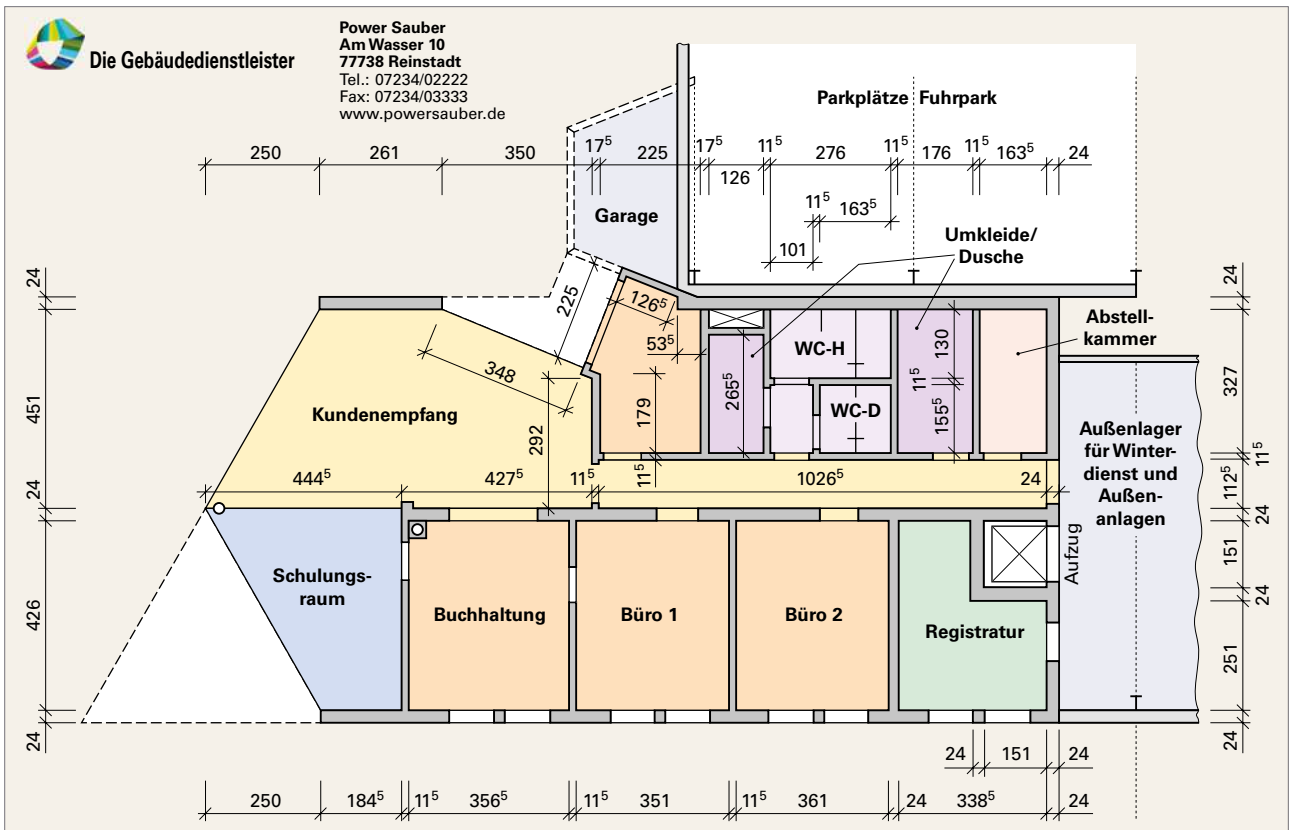 Die Gebäudedienstleister
Power Sauber
Am Wasser 10
77738 Reinstadt
Tel.: 07234/02222
Fax: 07234/03333
www.powersauber.de
Parkplätze Fuhrpark
250 261 350 17⁵ 225 17⁵ 126 11⁵ 276 11⁵ 176 11⁵ 163⁵ 24
11⁵ 163⁵
101
Garage
Umkleide/
Dusche
24
451
24
426
24
225
126⁵
53⁵
348
292
179
11⁵
265⁵
WC-H
WC-D
130
11⁵
155⁵
Abstell-
kammer
Kundenempfang
444⁵ 427⁵ 11⁵ 1026⁵ 24
Außenlager
für Winter-
dienst und
Außen-
anlagen
24
327
11⁵
112⁵
24
151
24
251
24
Aufzug
Schulungs-
raum
Buchhaltung
Büro 1
Büro 2
Registratur
24 151 24
250 184⁵ 11⁵ 356⁵ 11⁵ 351 11⁵ 361 24 338⁵ 24